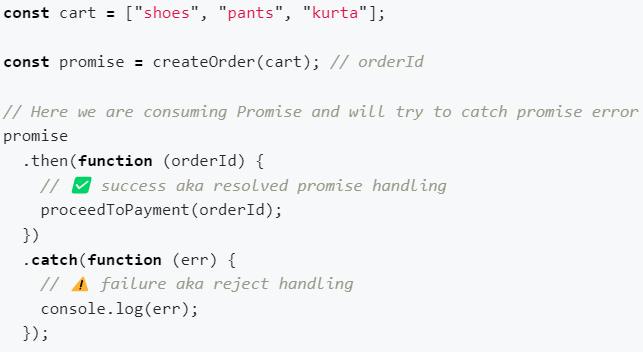 const cart = ["shoes", "pants", "kurta"];
const promise = createOrder(cart); // orderId
// Here we are consuming Promise and will try to catch promise error
promise
  .then(function (orderId) {
    // ✅ success aka resolved promise handling
    proceedToPayment(orderId);
  })
  .catch(function (err) {
    // ⚠️ failure aka reject handling
    console.log(err);
  });